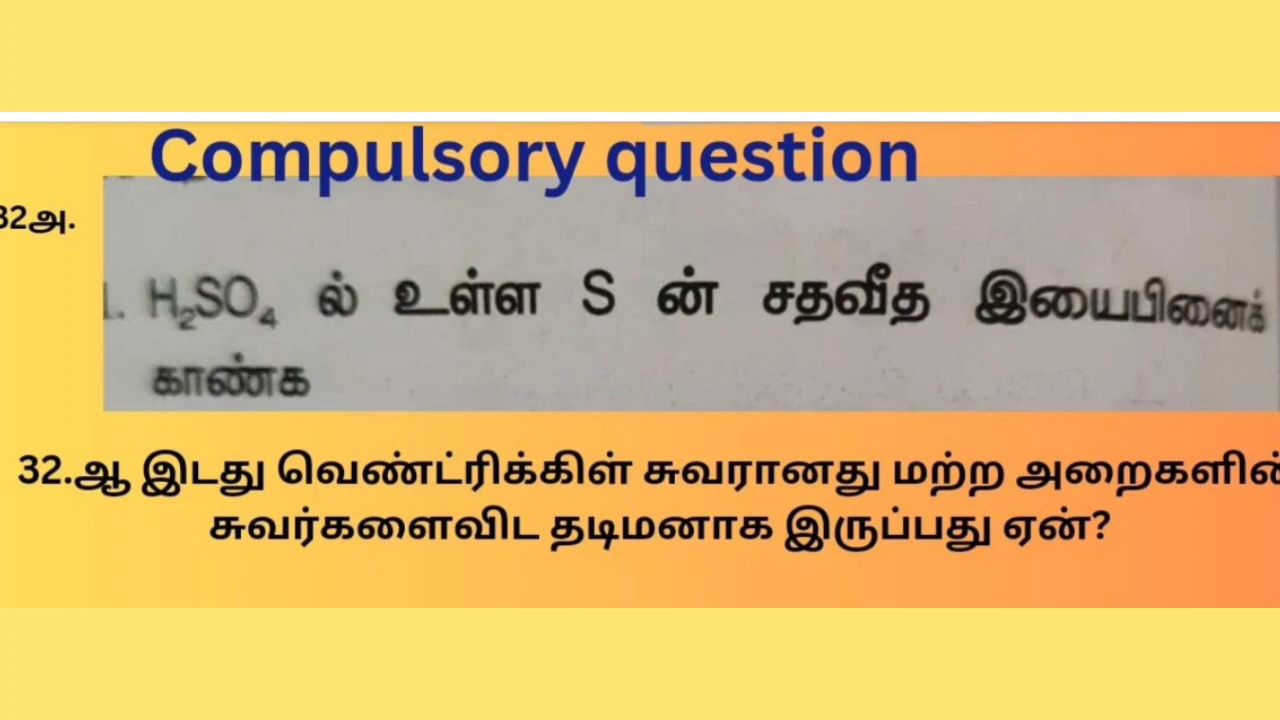 Compulsory question
32அ.
1. H₂SO₄ ல் உள்ள S ன் சதவீத இயைபினைக்
காண்க
32.ஆ இடது வெண்ட்ரிக்கிள் சுவரானது மற்ற அறைகளின்
சுவர்களைவிட தடிமனாக இருப்பது ஏன்?